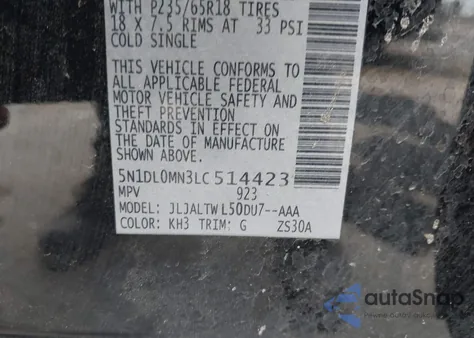 WITH P235/65R18 TIRES
18 X 7.5 RIMS AT 33 PSI
COLD SINGLE
THIS VEHICLE CONFORMS TO
ALL APPLICABLE FEDERAL
MOTOR VEHICLE SAFETY AND
THEFT PREVENTION
STANDARDS IN EFFECT ON
THE DATE OF MANUFACTURE
SHOWN ABOVE.
5N1DL0MN3LC514423
MPV 923
MODEL: JLJALTWL50DU7--AAA
COLOR: KH3 TRIM: G ZS30A
autaSnap